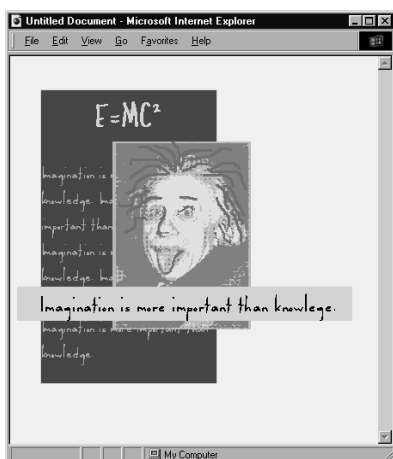 Untitled Document - Microsoft Internet Explorer
File Edit View Go Favorites Help
E=MC²
Imagination is
knowledge.
important than
Imagination is
knowledge.
Imagination is more important than knowlege.
Imagination is more important than
knowledge.
My Computer